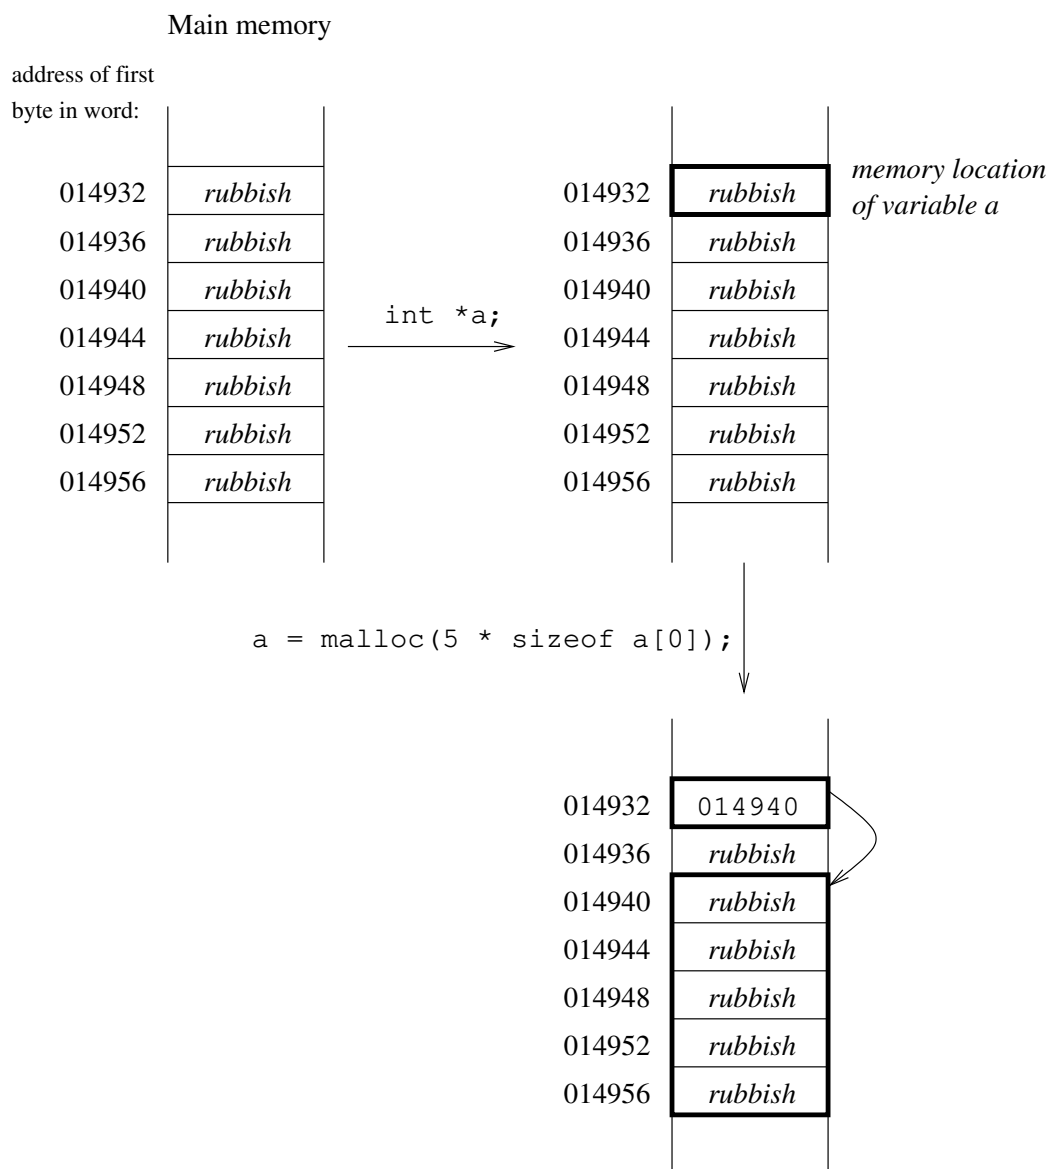 Main memory
address of first
byte in word:
014932 rubbish
014936 rubbish
014940 rubbish
014944 rubbish
014948 rubbish
014952 rubbish
014956 rubbish
int *a;
014932 rubbish
014936 rubbish
014940 rubbish
014944 rubbish
014948 rubbish
014952 rubbish
014956 rubbish
memory location
of variable a
a = malloc(5 * sizeof a[0]);
014932 014940
014936 rubbish
014940 rubbish
014944 rubbish
014948 rubbish
014952 rubbish
014956 rubbish